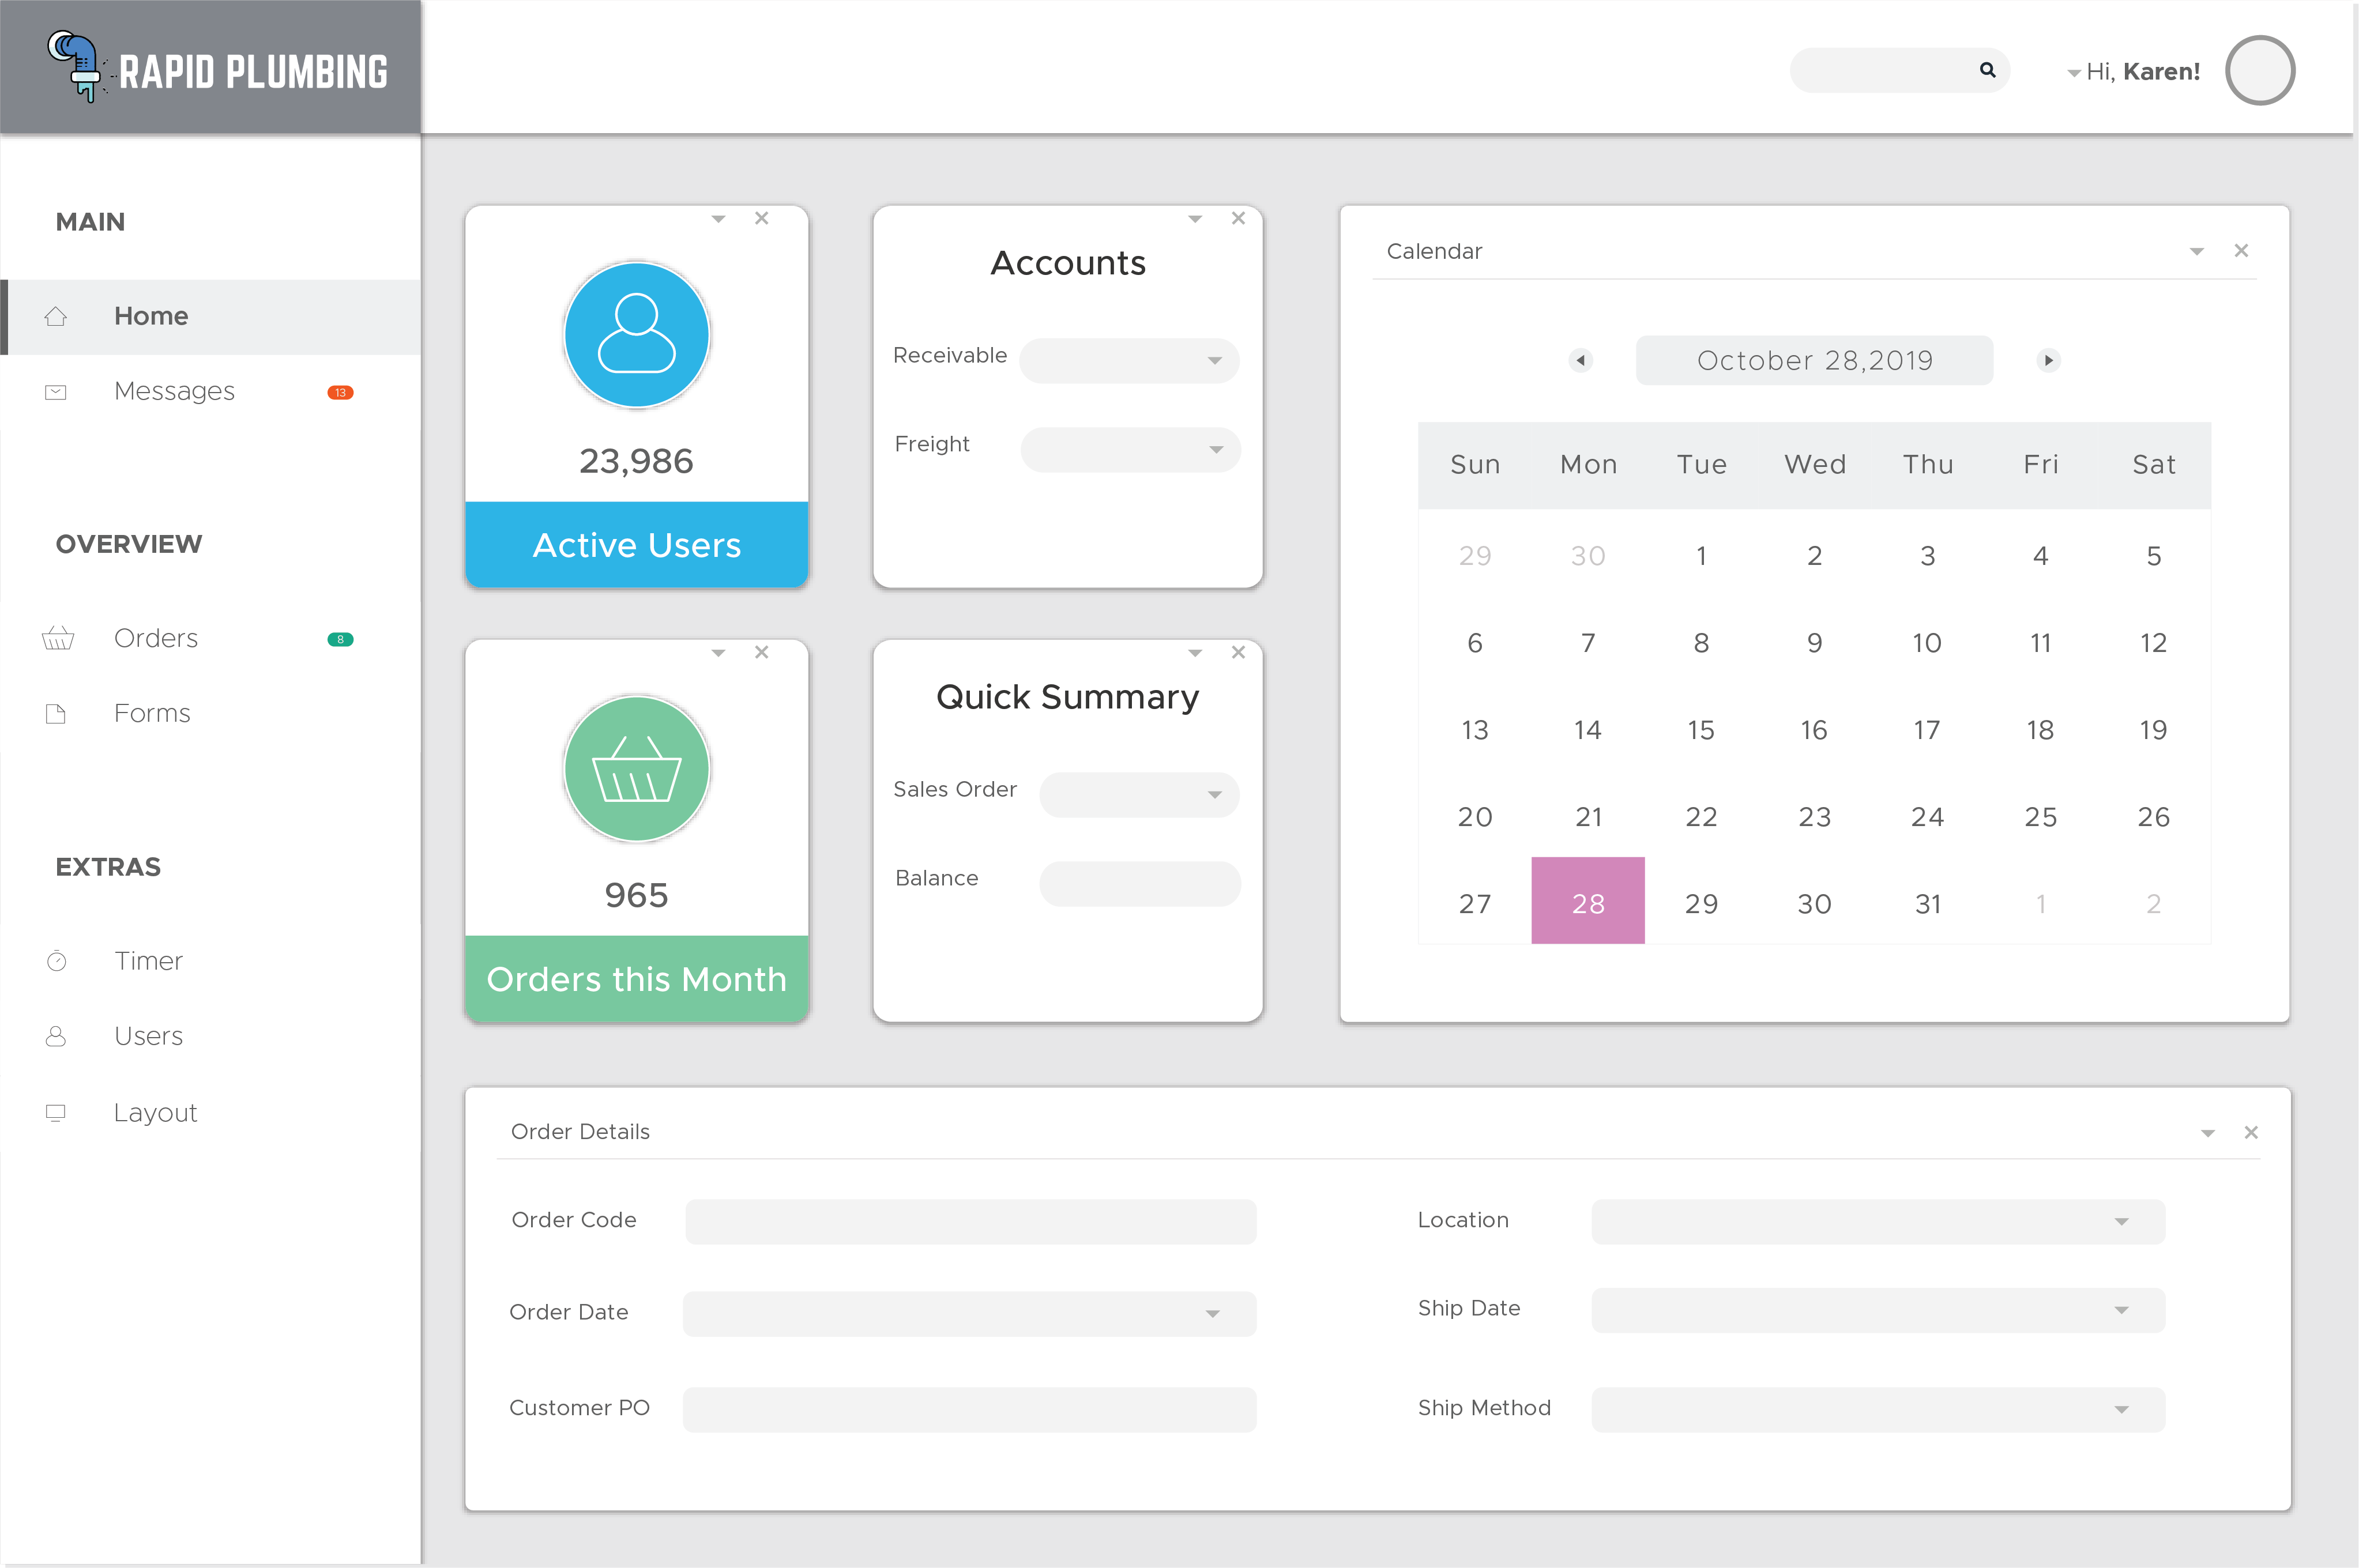 RAPID PLUMBING
Hi, Karen!
MAIN
Home
Messages 13
OVERVIEW
Orders 8
Forms
EXTRAS
Timer
Users
Layout
23,986
Active Users
Accounts
Receivable
Freight
965
Orders this Month
Quick Summary
Sales Order
Balance
Calendar
October 28,2019
Sun Mon Tue Wed Thu Fri Sat
29 30 1 2 3 4 5
6 7 8 9 10 11 12
13 14 15 16 17 18 19
20 21 22 23 24 25 26
27 28 29 30 31 1 2
Order Details
Order Code
Order Date
Customer PO
Location
Ship Date
Ship Method